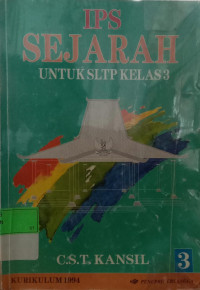 IPS
SEJARAH
UNTUK SLTP KELAS 3
C.S.T. KANSIL
3
KURIKULUM 1994